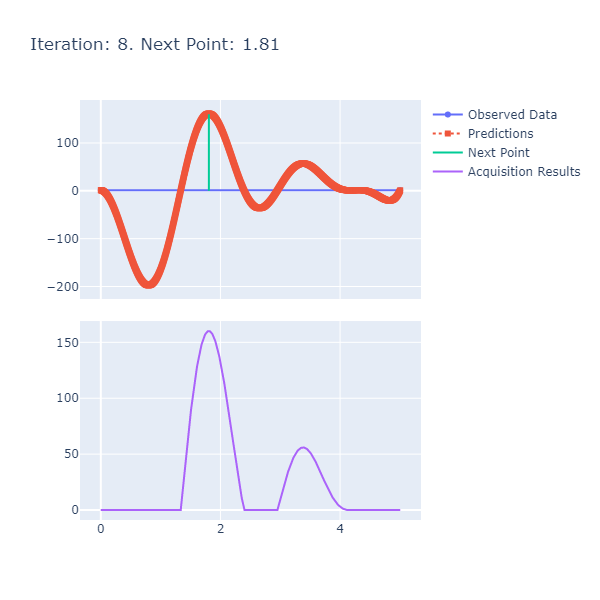 Iteration: 8. Next Point: 1.81
Observed Data
Predictions
Next Point
Acquisition Results
100
0
−100
−200
150
100
50
0
0
2
4